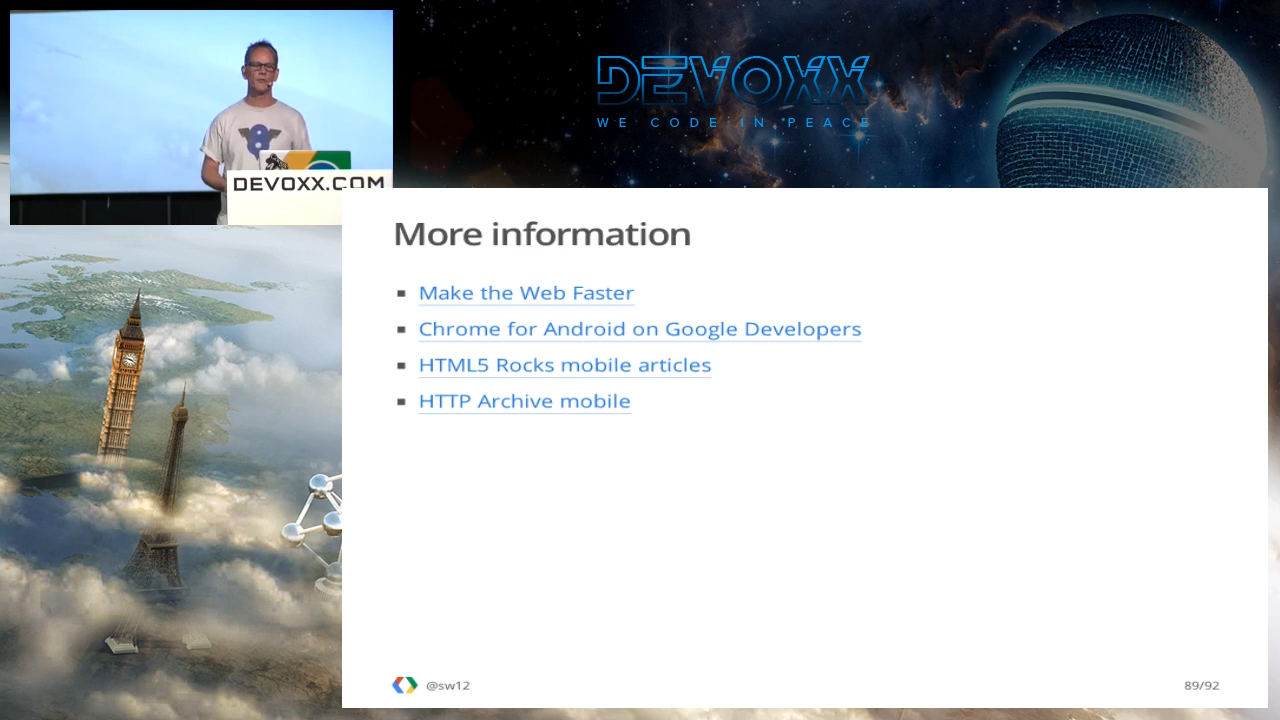 DEVOXX
WE CODE IN PEACE
DEVOXX.COM
More information
Make the Web Faster
Chrome for Android on Google Developers
HTML5 Rocks mobile articles
HTTP Archive mobile
@sw12
89/92